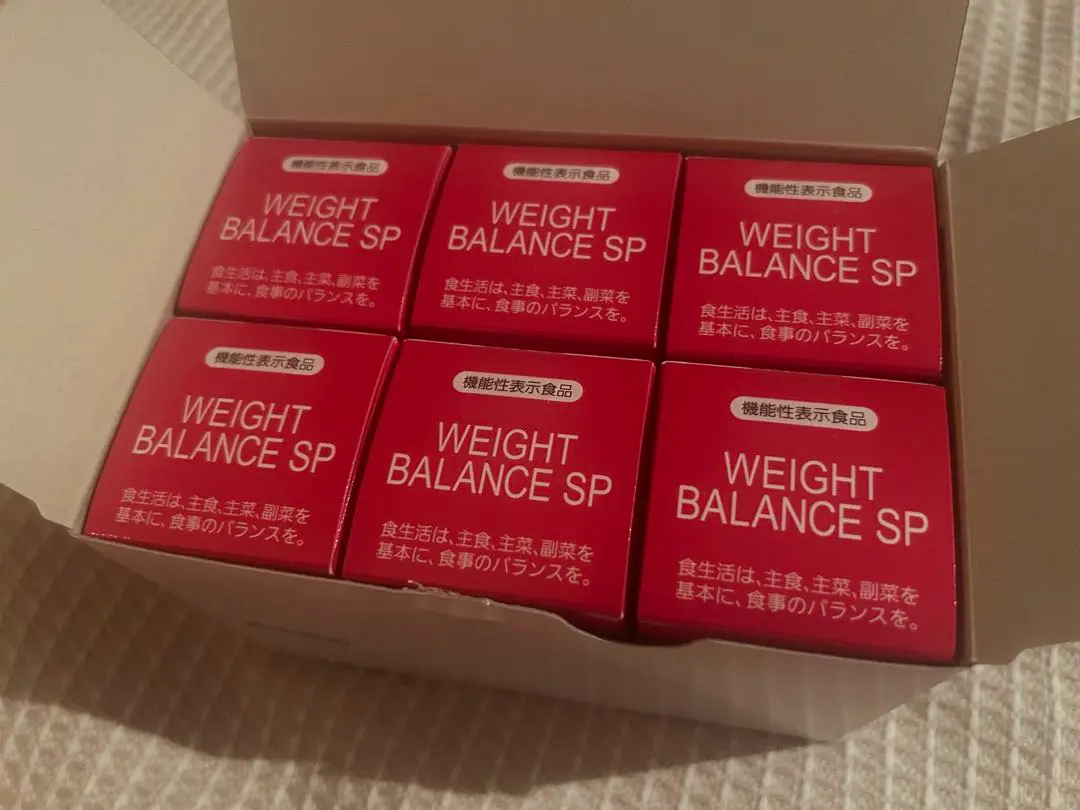 機能性表示食品
WEIGHT
BALANCE SP
食生活は、主食、主菜、副菜を
基本に、食事のバランスを。
機能性表示食品
WEIGHT
BALANCE SP
食生活は、主食、主菜、副菜を
基本に、食事のバランスを。
機能性表示食品
WEIGHT
BALANCE SP
食生活は、主食、主菜、副菜を
基本に、食事のバランスを。
機能性表示食品
WEIGHT
BALANCE SP
食生活は、主食、主菜、副菜を
基本に、食事のバランスを。
機能性表示食品
WEIGHT
BALANCE SP
食生活は、主食、主菜、副菜を
基本に、食事のバランスを。
機能性表示食品
WEIGHT
BALANCE SP
食生活は、主食、主菜、副菜を
基本に、食事のバランスを。